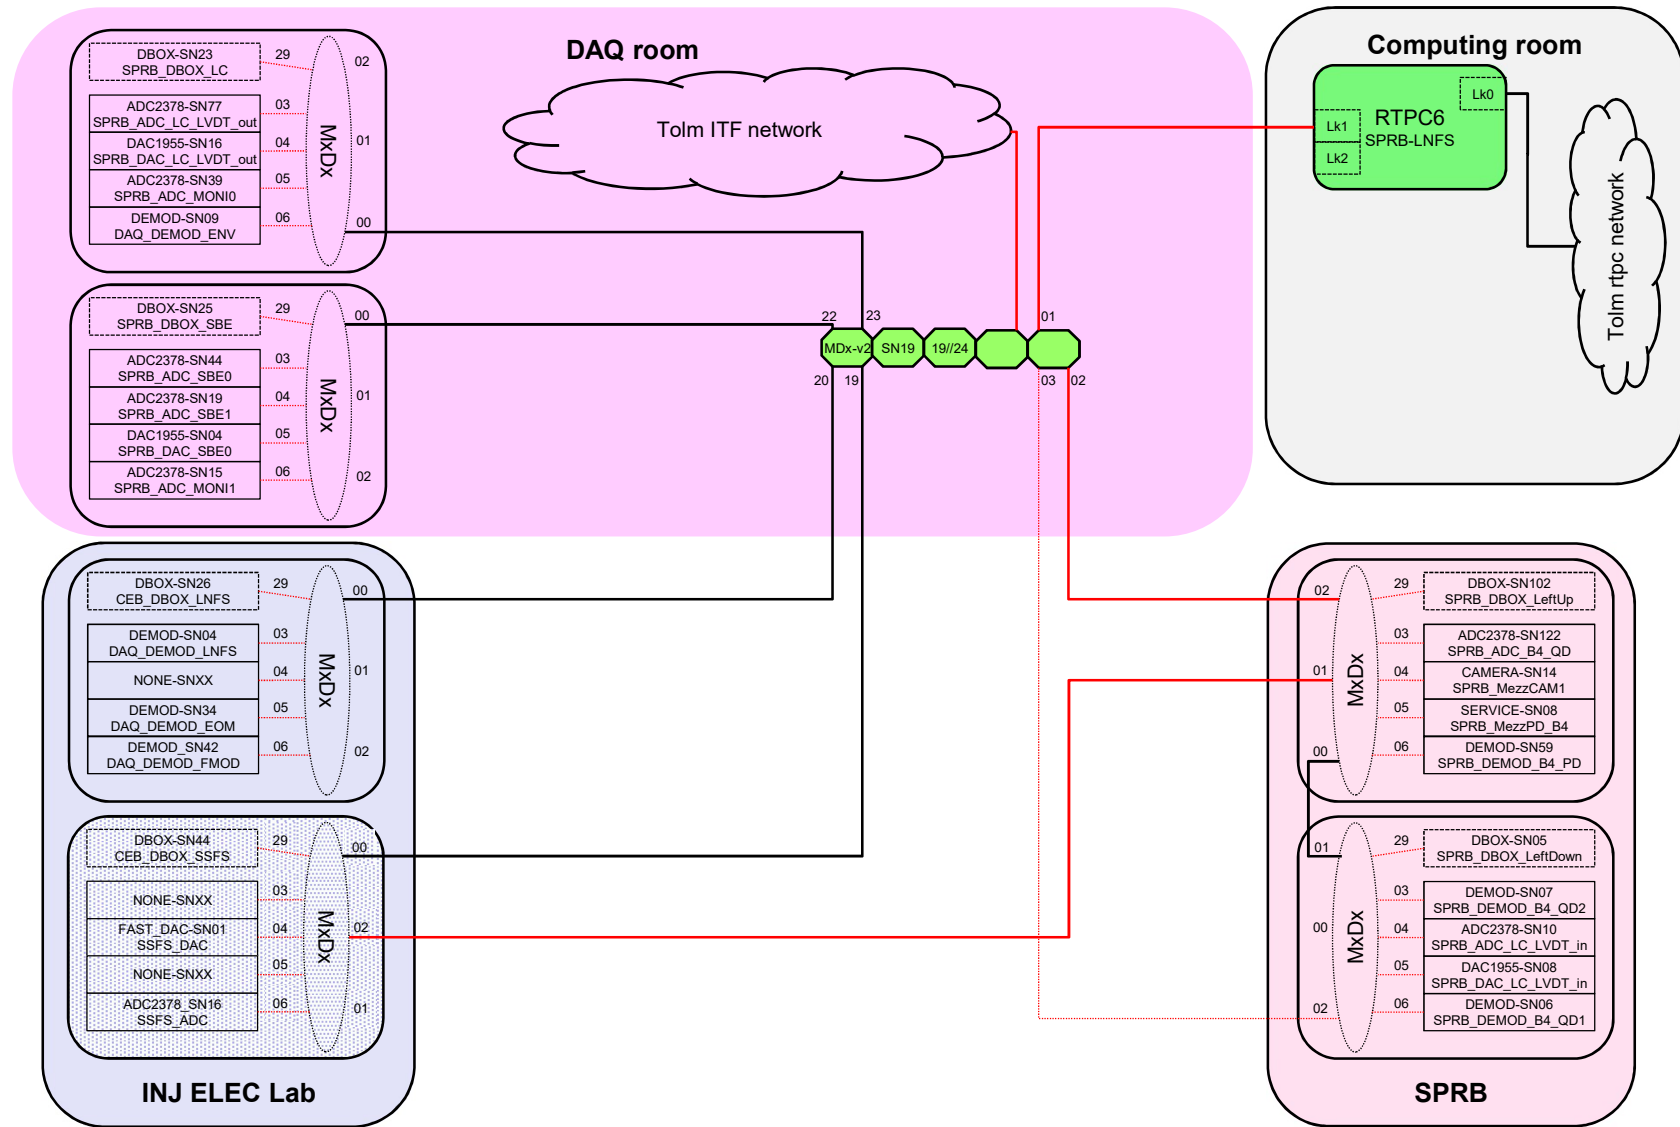 DAQ room
DBOX-SN23
SPRB_DBOX_LC
29
02
ADC2378-SN77
SPRB_ADC_LC_LVDT_out
03
DAC1955-SN16
SPRB_DAC_LC_LVDT_out
04
01
ADC2378-SN39
SPRB_ADC_MONI0
05
DEMOD-SN09
DAQ_DEMOD_ENV
06
00
MxDx
Tolm ITF network
DBOX-SN25
SPRB_DBOX_SBE
29
00
ADC2378-SN44
SPRB_ADC_SBE0
03
ADC2378-SN19
SPRB_ADC_SBE1
04
01
DAC1955-SN04
SPRB_DAC_SBE0
05
ADC2378-SN15
SPRB_ADC_MONI1
06
02
MxDx
22
23
01
MDx-v2
SN19
19//24
20
19
03
02
Computing room
Lk0
Lk1
Lk2
RTPC6
SPRB-LNFS
Tolm rtpc network
DBOX-SN26
CEB_DBOX_LNFS
29
00
DEMOD-SN04
DAQ_DEMOD_LNFS
03
NONE-SNXX
04
01
DEMOD-SN34
DAQ_DEMOD_EOM
05
DEMOD_SN42
DAQ_DEMOD_FMOD
06
02
MxDx
DBOX-SN44
CEB_DBOX_SSFS
29
00
NONE-SNXX
03
FAST_DAC-SN01
SSFS_DAC
04
02
NONE-SNXX
05
ADC2378_SN16
SSFS_ADC
06
01
MxDx
INJ ELEC Lab
02
29
DBOX-SN102
SPRB_DBOX_LeftUp
03
ADC2378-SN122
SPRB_ADC_B4_QD
01
04
CAMERA-SN14
SPRB_MezzCAM1
05
SERVICE-SN08
SPRB_MezzPD_B4
00
06
DEMOD-SN59
SPRB_DEMOD_B4_PD
MxDx
01
29
DBOX-SN05
SPRB_DBOX_LeftDown
03
DEMOD-SN07
SPRB_DEMOD_B4_QD2
00
04
ADC2378-SN10
SPRB_ADC_LC_LVDT_in
05
DAC1955-SN08
SPRB_DAC_LC_LVDT_in
02
06
DEMOD-SN06
SPRB_DEMOD_B4_QD1
MxDx
SPRB